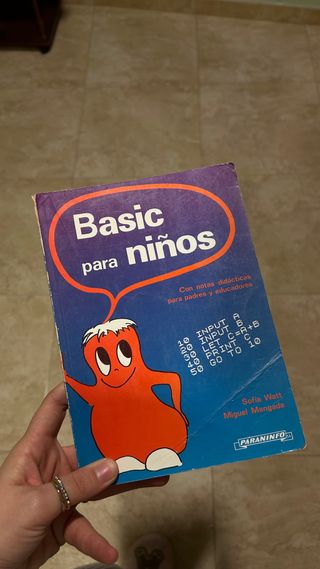 Basic
para niños
Con notas didácticas
para padres y educadores
10 INPUT A
20 INPUT B
30 LET C=A+B
40 PRINT C
50 GO TO 10
Sofia Watt
Miguel Mangada
PARANINFO